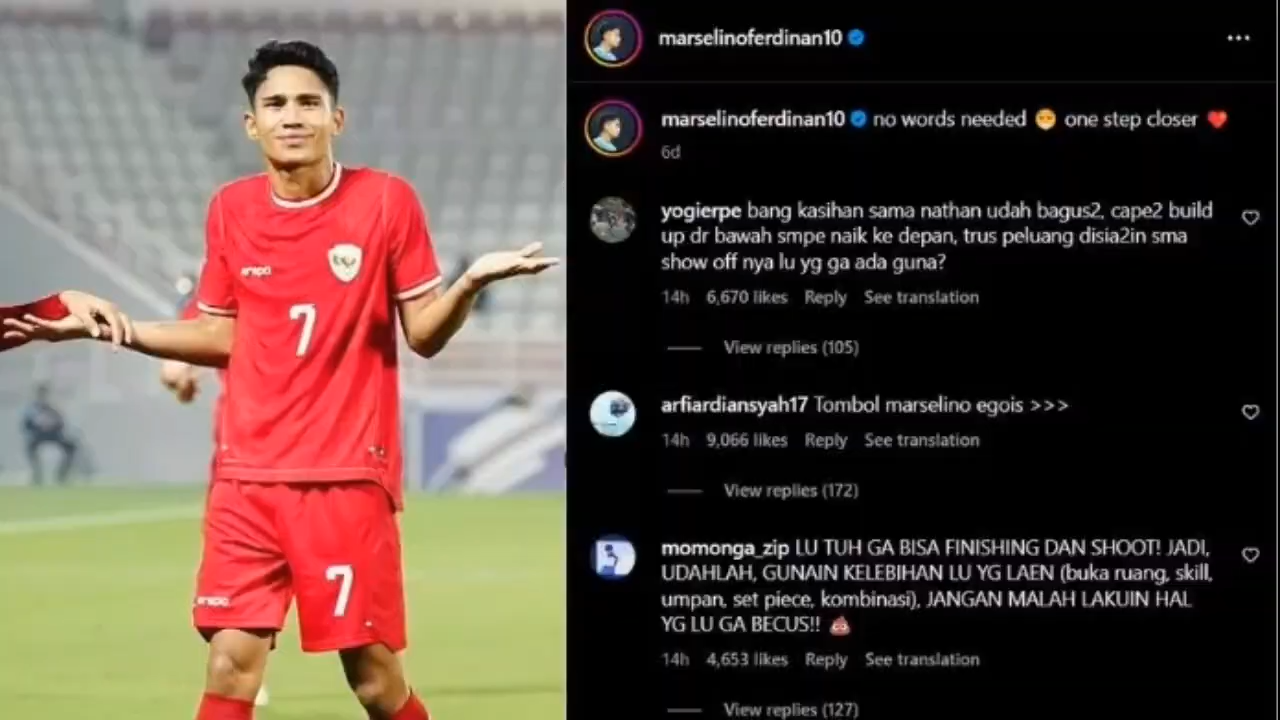 erspo
7
erspo
7
marselinoferdinan10
marselinoferdinan10 no words needed 😁 one step closer ❤️
6d
yogierpe bang kasihan sama nathan udah bagus2, cape2 build
up dr bawah smpe naik ke depan, trus peluang disia2in sma
show off nya lu yg ga ada guna?
14h 6,670 likes Reply See translation
View replies (105)
arfiardiansyah17 Tombol marselino egois >>>
14h 9,066 likes Reply See translation
View replies (172)
momonga_zip LU TUH GA BISA FINISHING DAN SHOOT! JADI,
UDAHLAH, GUNAIN KELEBIHAN LU YG LAEN (buka ruang, skill,
umpan, set piece, kombinasi), JANGAN MALAH LAKUIN HAL
YG LU GA BECUS!! 💩
14h 4,653 likes Reply See translation
View replies (127)